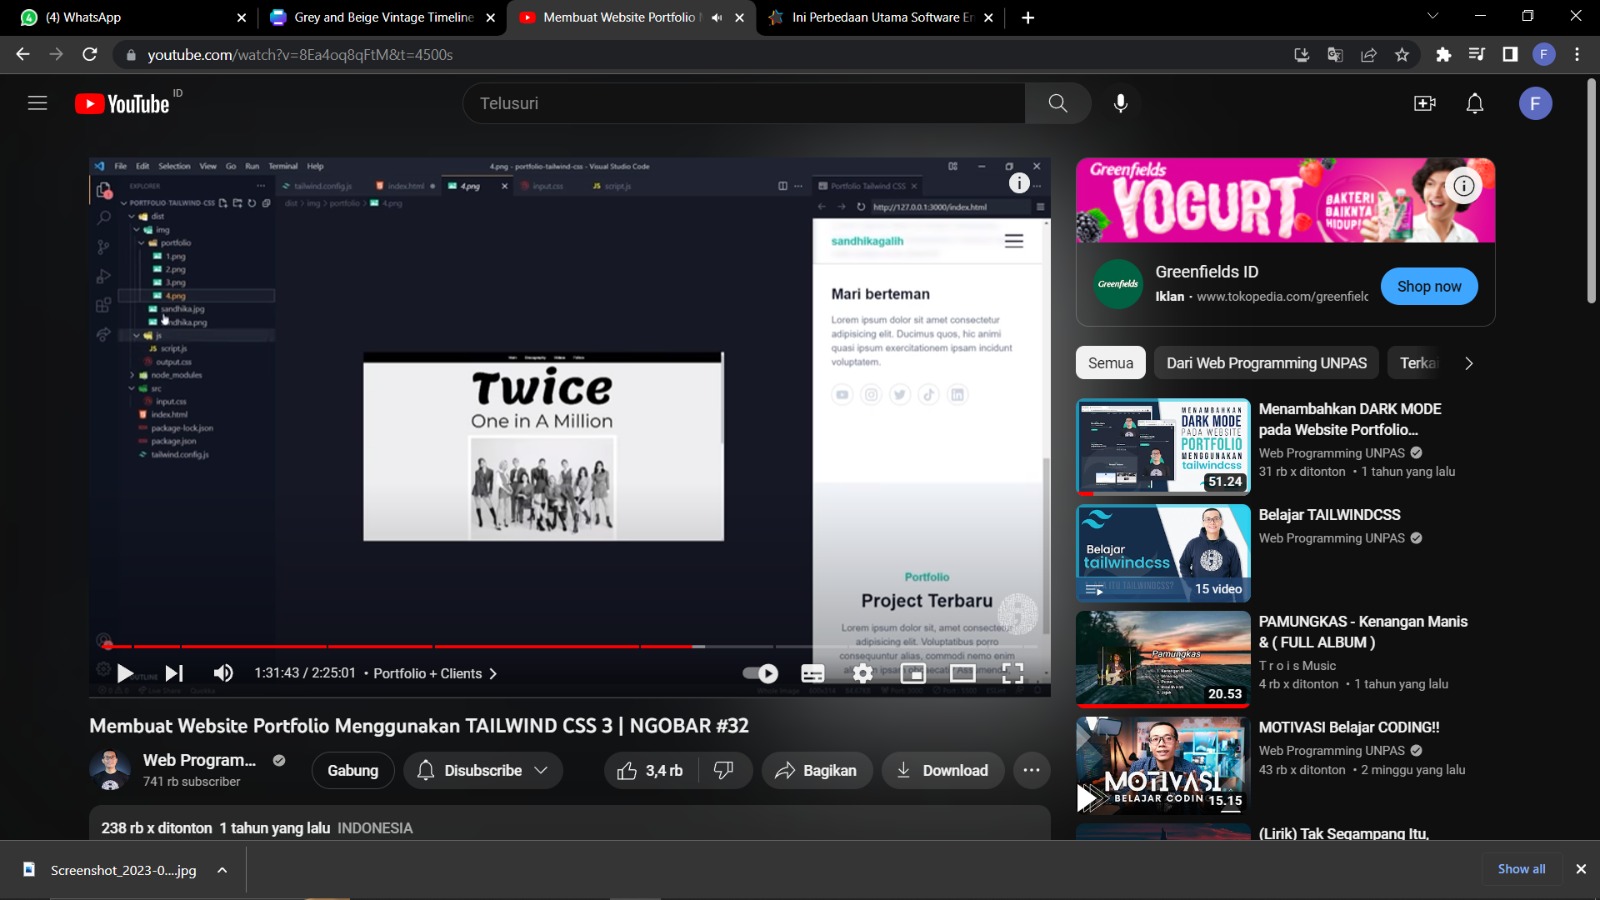 (4) WhatsApp
Grey and Beige Vintage Timeline
Membuat Website Portfolio
Ini Perbedaan Utama Software En
youtube.com/watch?v=8Ea4oq8qFtM&t=4500s
YouTube ID
Telusuri
F
File Edit Selection View Go Run Terminal Help
4.png - portfolio-tailwind-css - Visual Studio Code
EXPLORER
tailwind.config.js index.html 4.png input.css script.js
Portfolio Tailwind CSS
PORTFOLIO-TAILWIND-CSS
dist > img > portfolio > 4.png
http://127.0.0.1:3000/index.html
dist
img
portfolio
1.png
2.png
3.png
4.png
sandhika.jpg
sandhika.png
js
script.js
output.css
node_modules
src
input.css
index.html
package-lock.json
package.json
tailwind.config.js
Twice
One in A Million
sandhikagalih
Mari berteman
Lorem ipsum dolor sit amet consectetur
adipisicing elit. Ducimus quos, hic animi
quasi ipsum exercitationem ipsam incidunt
voluptatem.
Portfolio
Project Terbaru
Lorem ipsum dolor sit, amet consectetur
adipisicing elit. Voluptatibus porro
consequuntur alias, commodi nemo enim
OUTLINE
1:31:43 / 2:25:01 • Portfolio + Clients
Membuat Website Portfolio Menggunakan TAILWIND CSS 3 | NGOBAR #32
Web Program...
741 rb subscriber
Gabung
Disubscribe
3,4 rb
Bagikan
Download
238 rb x ditonton 1 tahun yang lalu INDONESIA
Greenfields
YOGURT
BAKTERI
BAIKNYA
HIDUP!
Greenfields
Greenfields ID
Iklan • www.tokopedia.com/greenfielc
Shop now
Semua
Dari Web Programming UNPAS
Terkai
MENAMBAHKAN
DARK MODE
PADA WEBSITE
PORTFOLIO
MENGGUNAKAN
tailwindcss
51.24
Menambahkan DARK MODE
pada Website Portfolio...
Web Programming UNPAS
31 rb x ditonton • 1 tahun yang lalu
Belajar
tailwindcss
15 video
Belajar TAILWINDCSS
Web Programming UNPAS
Pamungkas
20.53
PAMUNGKAS - Kenangan Manis
& ( FULL ALBUM )
T r o i s Music
4 rb x ditonton • 1 tahun yang lalu
MOTIVASI
BELAJAR CODING
15.15
MOTIVASI Belajar CODING!!
Web Programming UNPAS
43 rb x ditonton • 2 minggu yang lalu
(Lirik) Tak Segampang Itu,
Screenshot_2023-0....jpg
Show all